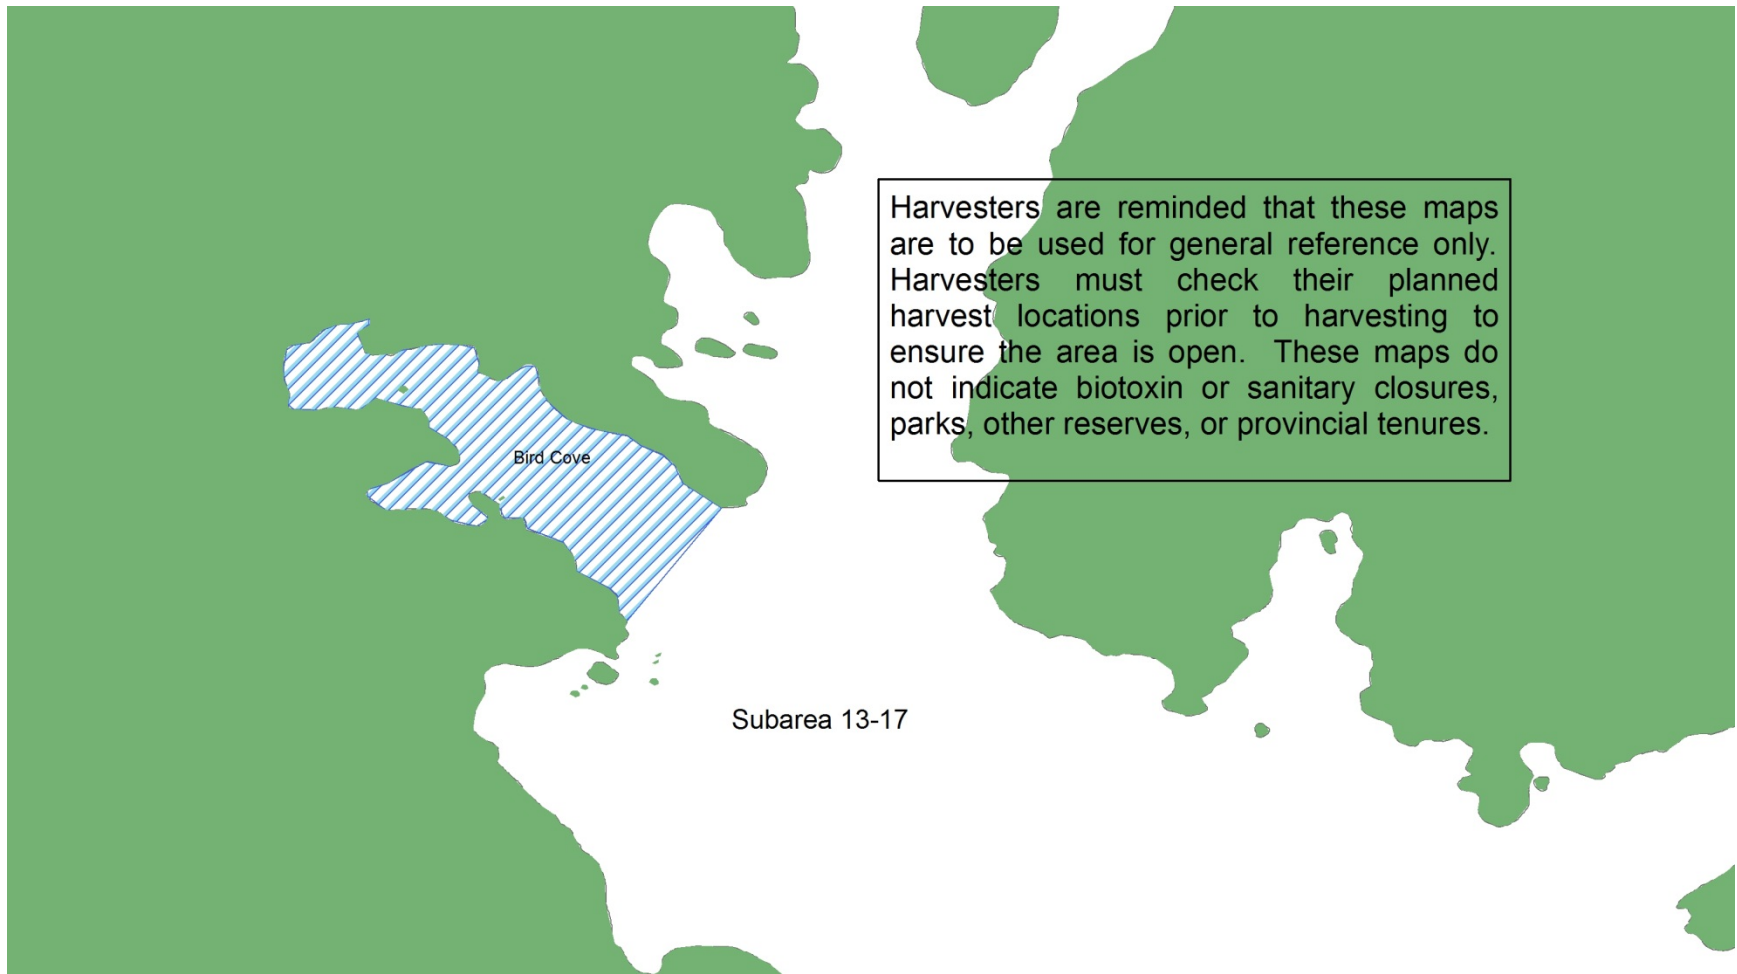 Harvesters are reminded that these maps
are to be used for general reference only.
Harvesters must check their planned
harvest locations prior to harvesting to
ensure the area is open. These maps do
not indicate biotoxin or sanitary closures,
parks, other reserves, or provincial tenures.
Bird Cove
Subarea 13-17